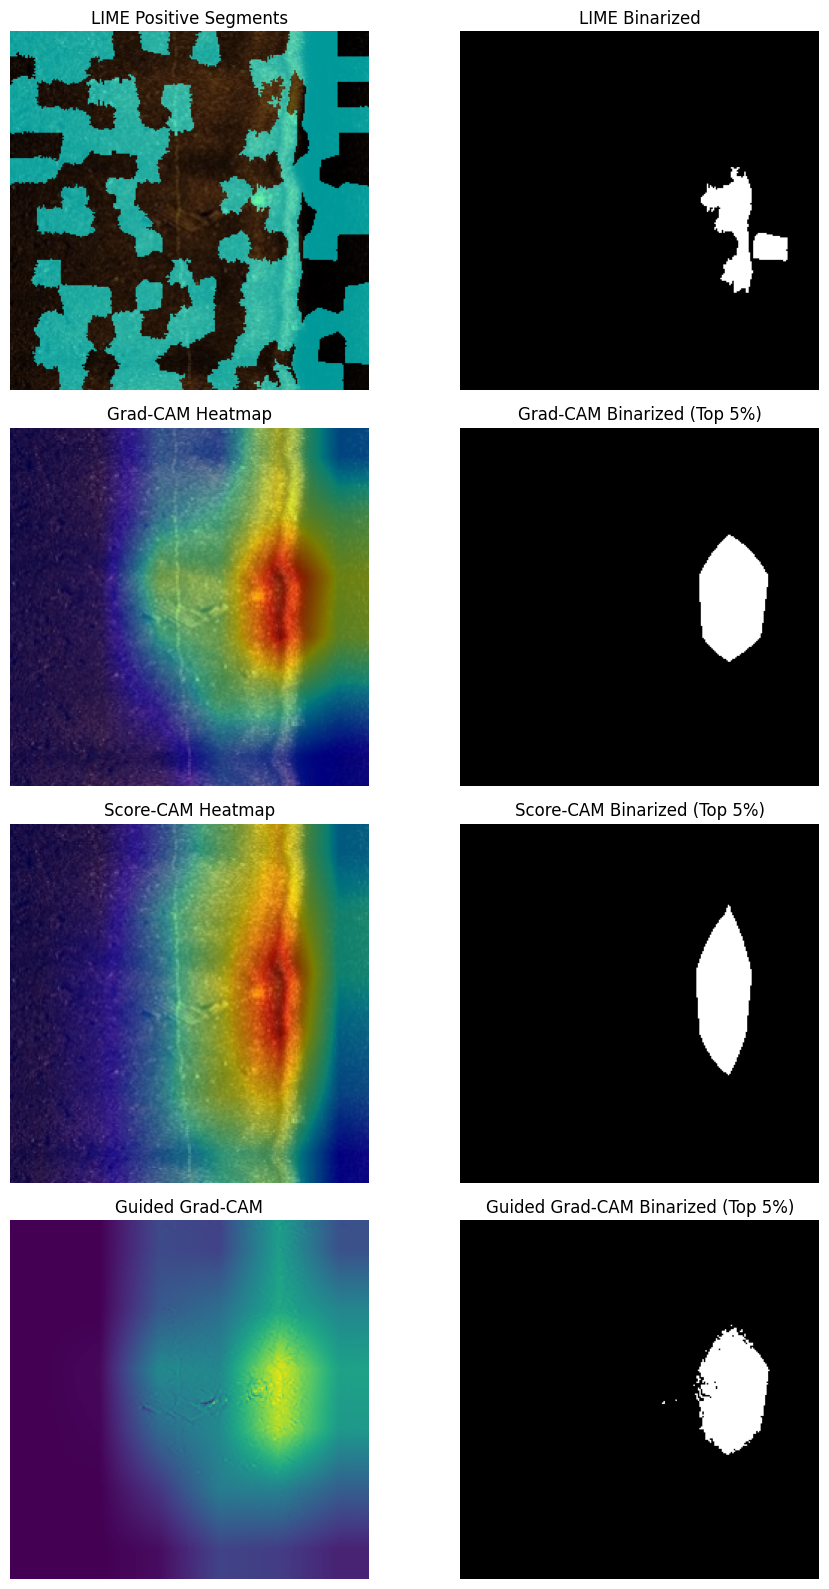 LIME Positive Segments
LIME Binarized
Grad-CAM Heatmap
Grad-CAM Binarized (Top 5%)
Score-CAM Heatmap
Score-CAM Binarized (Top 5%)
Guided Grad-CAM
Guided Grad-CAM Binarized (Top 5%)